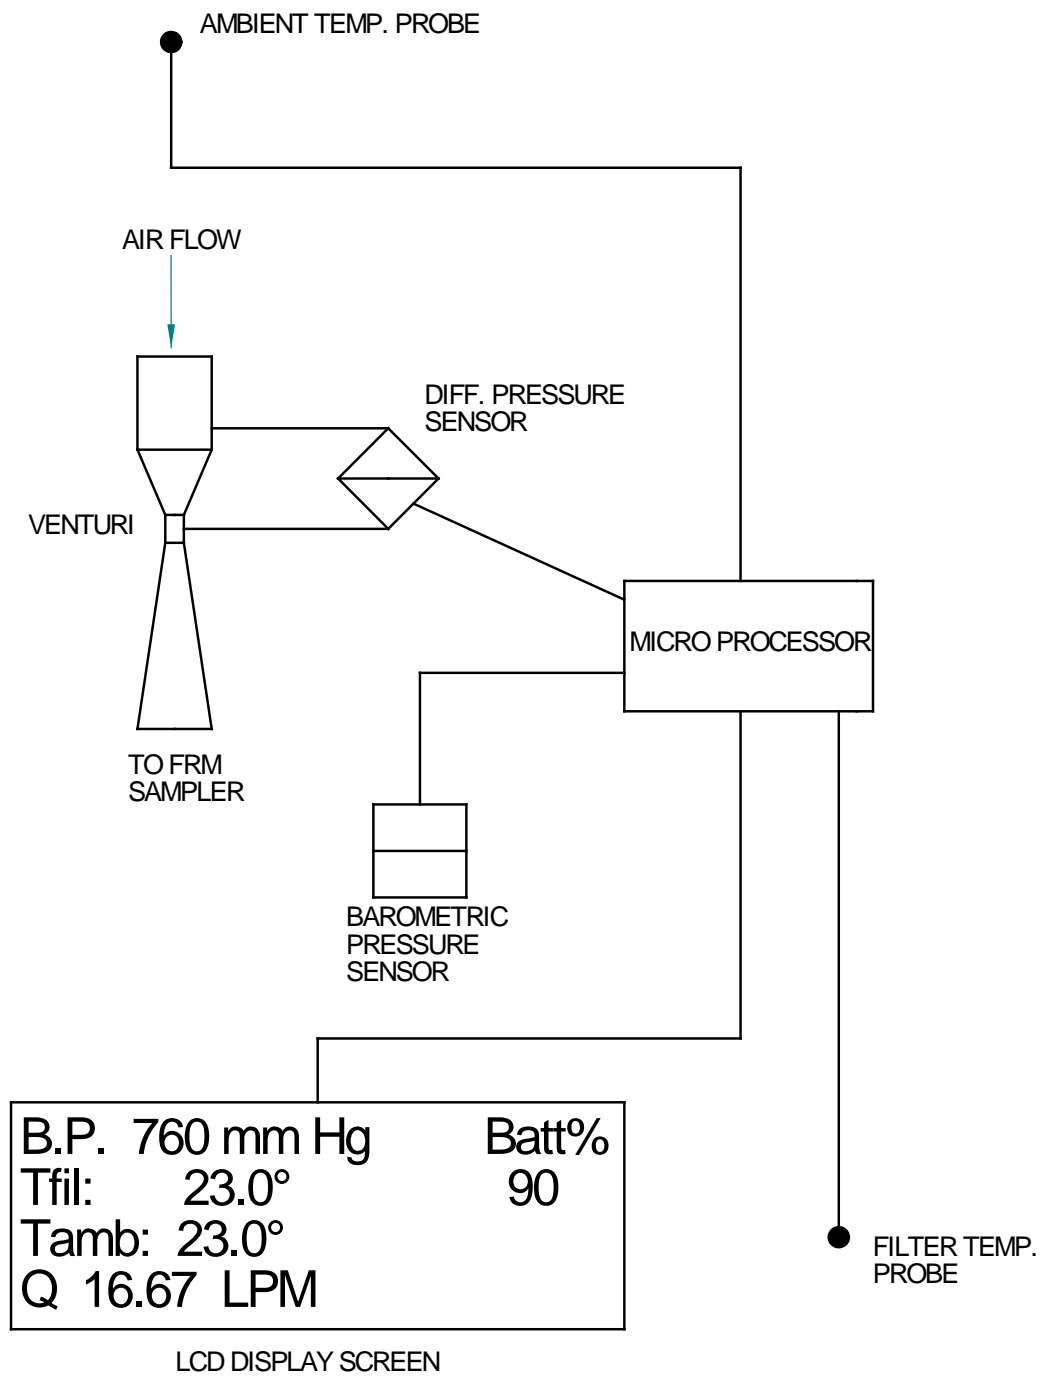 AMBIENT TEMP. PROBE
AIR FLOW
DIFF. PRESSURE
SENSOR
VENTURI
MICRO PROCESSOR
TO FRM
SAMPLER
BAROMETRIC
PRESSURE
SENSOR
B.P. 760 mm Hg Batt%
Tfil: 23.0° 90
Tamb: 23.0°
Q 16.67 LPM
FILTER TEMP.
PROBE
LCD DISPLAY SCREEN